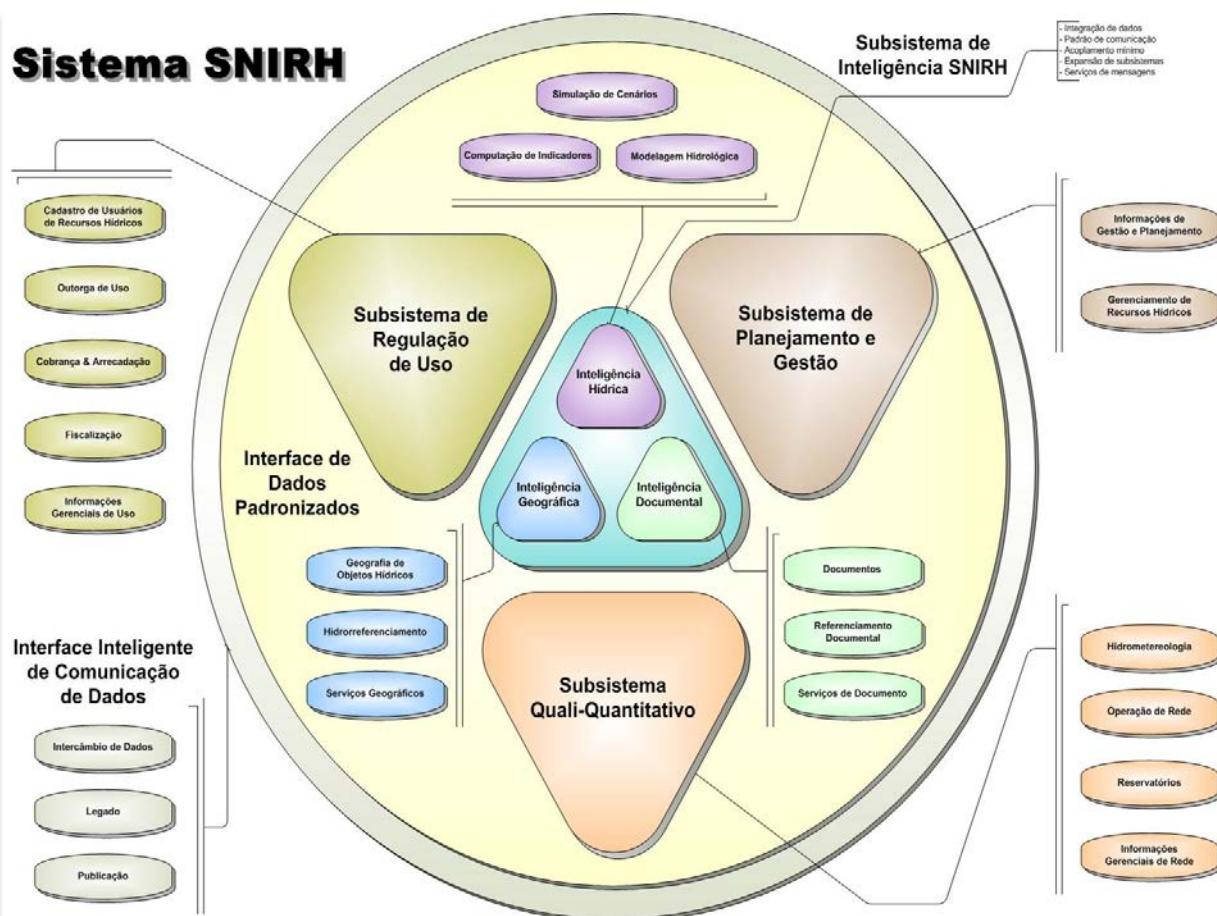 Sistema SNIRH
Subsistema de
Inteligência SNIRH
- Integração de dados
- Padrão de comunicação
- Acoplamento mínimo
- Expansão de subsistemas
- Serviços de mensagens
Simulação de Cenários
Computação de Indicadores
Modelagem Hidrológica
Cadastro de Usuários
de Recursos Hídricos
Outorga de Uso
Cobrança & Arrecadação
Fiscalização
Informações
Gerenciais de Uso
Subsistema de
Regulação
de Uso
Subsistema de
Planejamento e
Gestão
Informações de
Gestão e Planejamento
Gerenciamento de
Recursos Hídricos
Inteligência
Hídrica
Inteligência
Geográfica
Inteligência
Documental
Interface de
Dados
Padronizados
Geografia de
Objetos Hídricos
Hidrorreferenciamento
Serviços Geográficos
Documentos
Referenciamento
Documental
Serviços de Documento
Subsistema
Quali-Quantitativo
Interface Inteligente
de Comunicação
de Dados
Intercâmbio de Dados
Legado
Publicação
Hidrometereologia
Operação de Rede
Reservatórios
Informações
Gerenciais de Rede